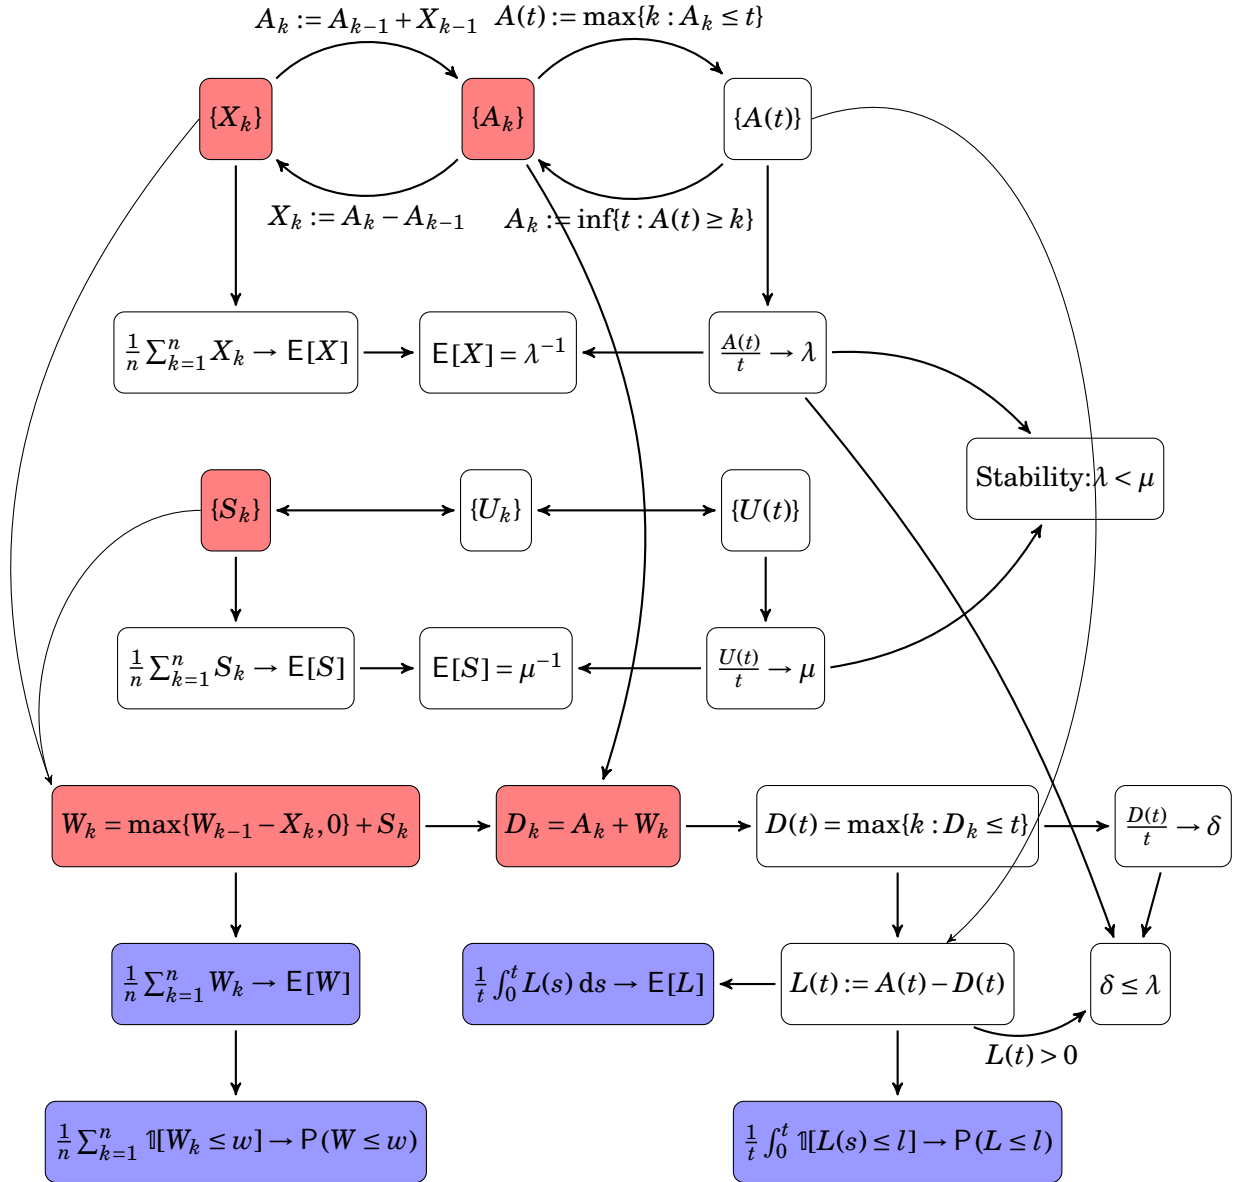 A_k := A_{k−1} + X_{k−1}
A(t) := max{k : A_k ≤ t}
{X_k}
{A_k}
{A(t)}
X_k := A_k − A_{k−1}
A_k := inf{t : A(t) ≥ k}
1/n ∑_{k=1}^n X_k → E[X]
E[X] = λ^{−1}
A(t)/t → λ
Stability: λ < μ
{S_k}
{U_k}
{U(t)}
1/n ∑_{k=1}^n S_k → E[S]
E[S] = μ^{−1}
U(t)/t → μ
W_k = max{W_{k−1} − X_k, 0} + S_k
D_k = A_k + W_k
D(t) = max{k : D_k ≤ t}
D(t)/t → δ
1/n ∑_{k=1}^n W_k → E[W]
1/t ∫_0^t L(s) ds → E[L]
L(t) := A(t) − D(t)
δ ≤ λ
L(t) > 0
1/n ∑_{k=1}^n 𝟙[W_k ≤ w] → P(W ≤ w)
1/t ∫_0^t 𝟙[L(s) ≤ l] → P(L ≤ l)